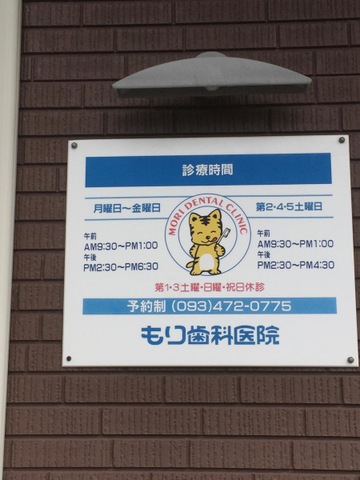 診療時間
月曜日〜金曜日
午前
AM9:30〜PM1:00
午後
PM2:30〜PM6:30
MORI DENTAL CLINIC
第2・4・5土曜日
午前
AM9:30〜PM1:00
午後
PM2:30〜PM4:30
第1・3土曜・日曜・祝日休診
予約制 (093)472-0775
もり歯科医院